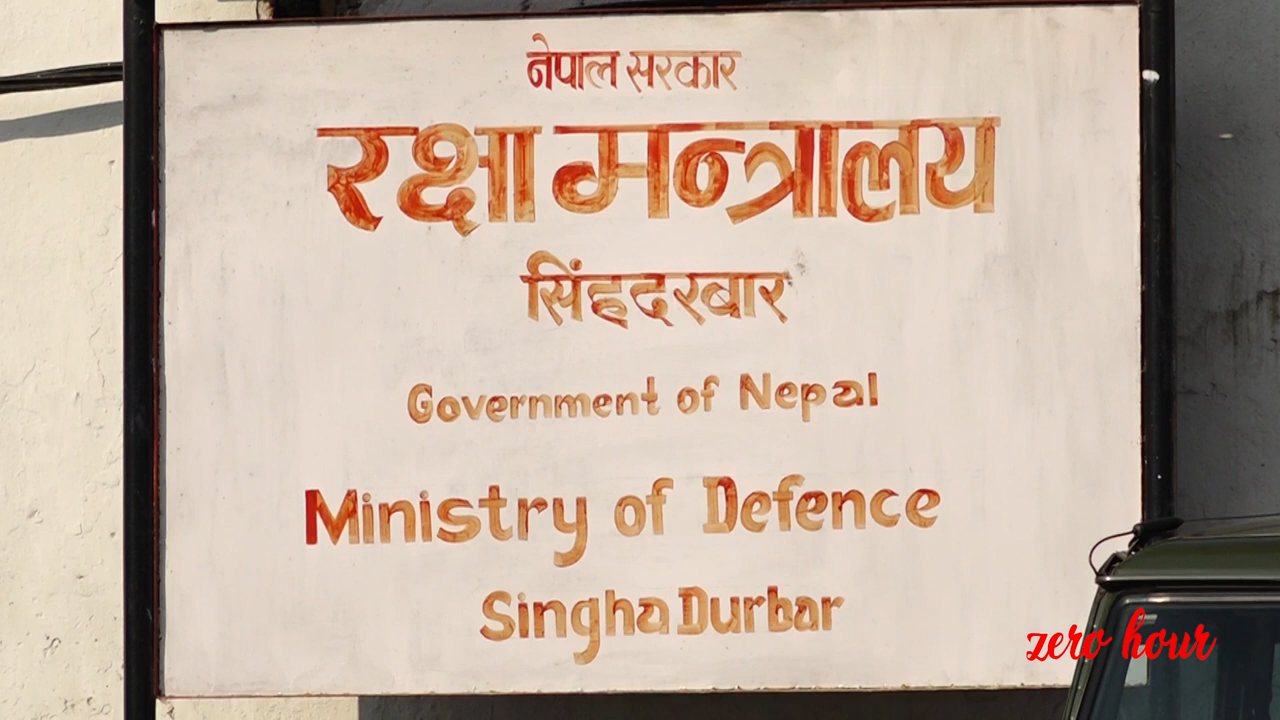 नेपाल सरकार
रक्षा मन्त्रालय
सिंहदरबार
Government of Nepal
Ministry of Defence
Singha Durbar
zero hour